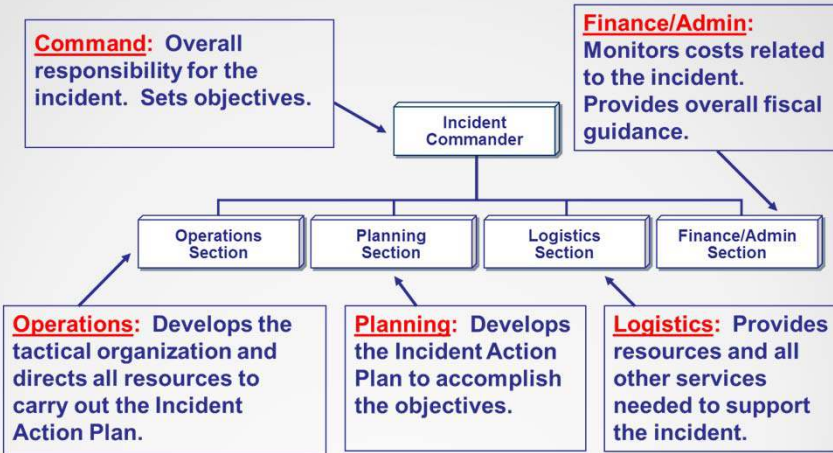 Command: Overall
responsibility for the
incident. Sets objectives.
Finance/Admin:
Monitors costs related
to the incident.
Provides overall fiscal
guidance.
Incident
Commander
Operations
Section
Planning
Section
Logistics
Section
Finance/Admin
Section
Operations: Develops the
tactical organization and
directs all resources to
carry out the Incident
Action Plan.
Planning: Develops
the Incident Action
Plan to accomplish
the objectives.
Logistics: Provides
resources and all
other services
needed to support
the incident.